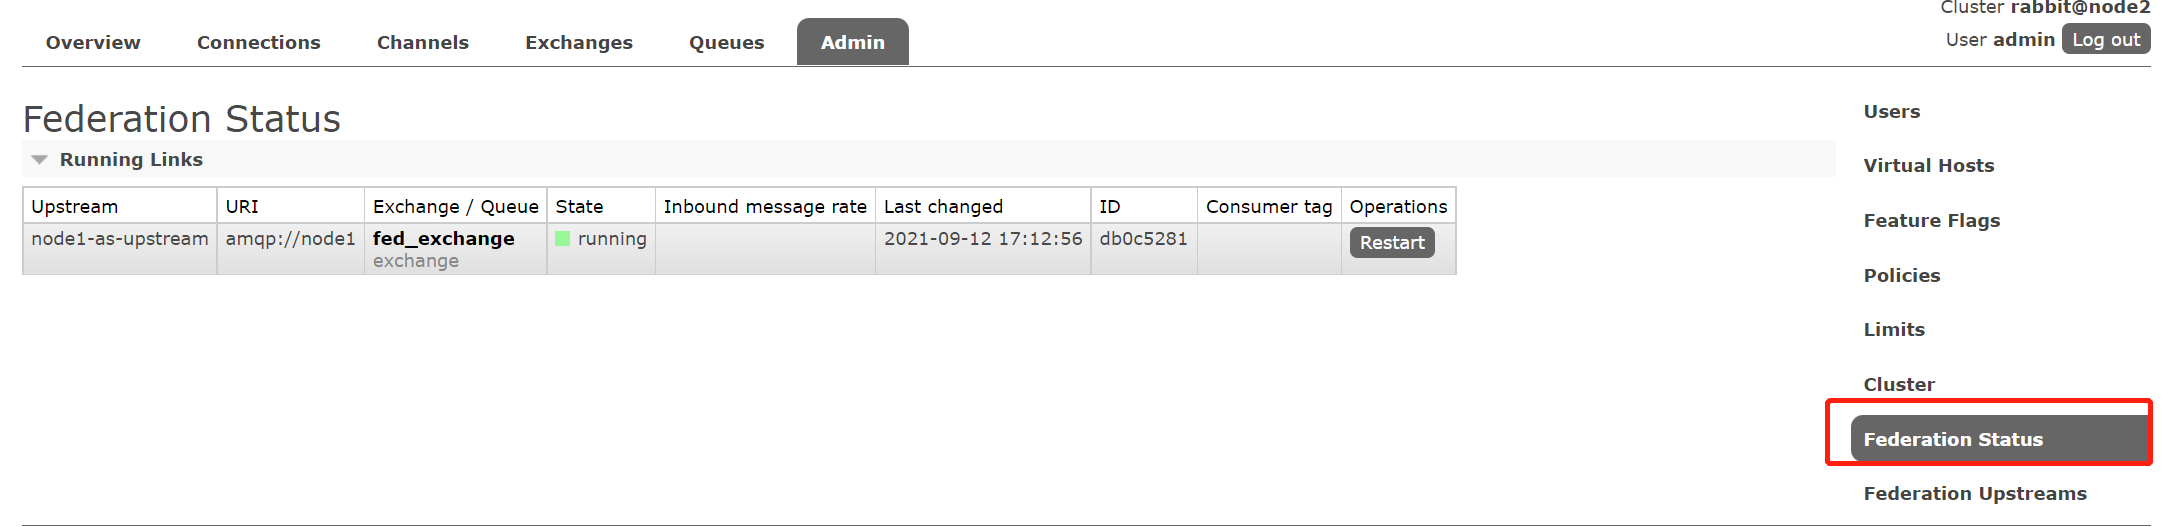 Cluster rabbit@node2
User admin Log out
Overview Connections Channels Exchanges Queues Admin
Federation Status
Running Links
Upstream URI Exchange / Queue State Inbound message rate Last changed ID Consumer tag Operations
node1-as-upstream amqp://node1 fed_exchange running 2021-09-12 17:12:56 db0c5281 Restart
exchange
Users
Virtual Hosts
Feature Flags
Policies
Limits
Cluster
Federation Status
Federation Upstreams